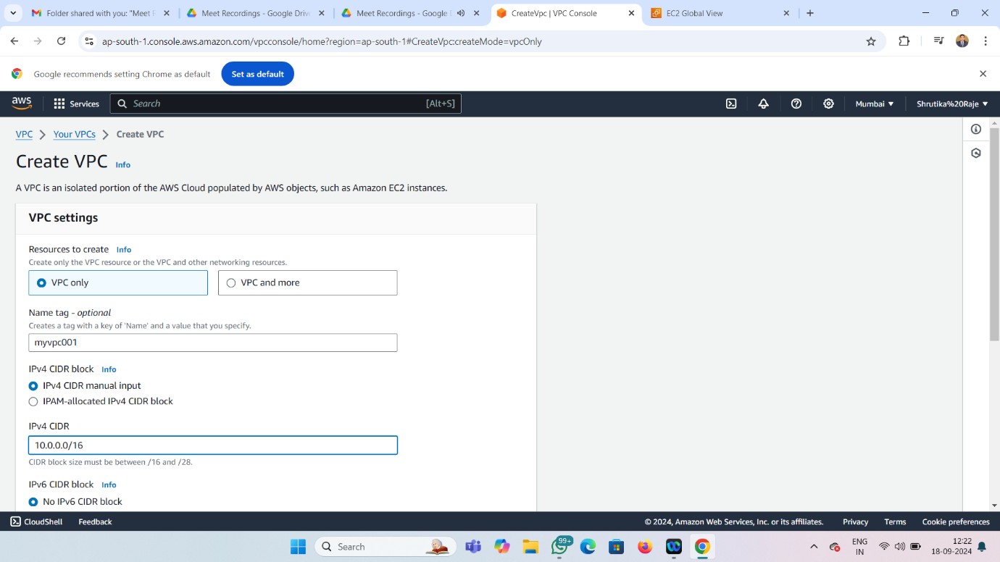 Folder shared with you: "Meet R
Meet Recordings - Google Drive
Meet Recordings - Google D
CreateVpc | VPC Console
EC2 Global View
ap-south-1.console.aws.amazon.com/vpcconsole/home?region=ap-south-1#CreateVpc:createMode=vpcOnly
Google recommends setting Chrome as default
Set as default
aws
Services
Search
[Alt+S]
Mumbai
Shrutika%20Raje
VPC
Your VPCs
Create VPC
Create VPC Info
A VPC is an isolated portion of the AWS Cloud populated by AWS objects, such as Amazon EC2 instances.
VPC settings
Resources to create Info
Create only the VPC resource or the VPC and other networking resources.
VPC only
VPC and more
Name tag - optional
Creates a tag with a key of 'Name' and a value that you specify.
myvpc001
IPv4 CIDR block Info
IPv4 CIDR manual input
IPAM-allocated IPv4 CIDR block
IPv4 CIDR
10.0.0.0/16
CIDR block size must be between /16 and /28.
IPv6 CIDR block Info
No IPv6 CIDR block
CloudShell
Feedback
© 2024, Amazon Web Services, Inc. or its affiliates.
Privacy
Terms
Cookie preferences
Search
99+
ENG
IN
12:22
18-09-2024